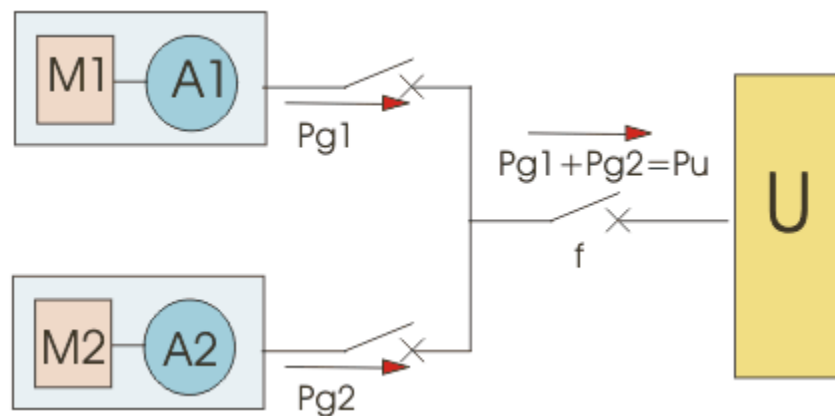 M1 A1
Pg1
Pg1+Pg2=Pu
U
f
M2 A2
Pg2